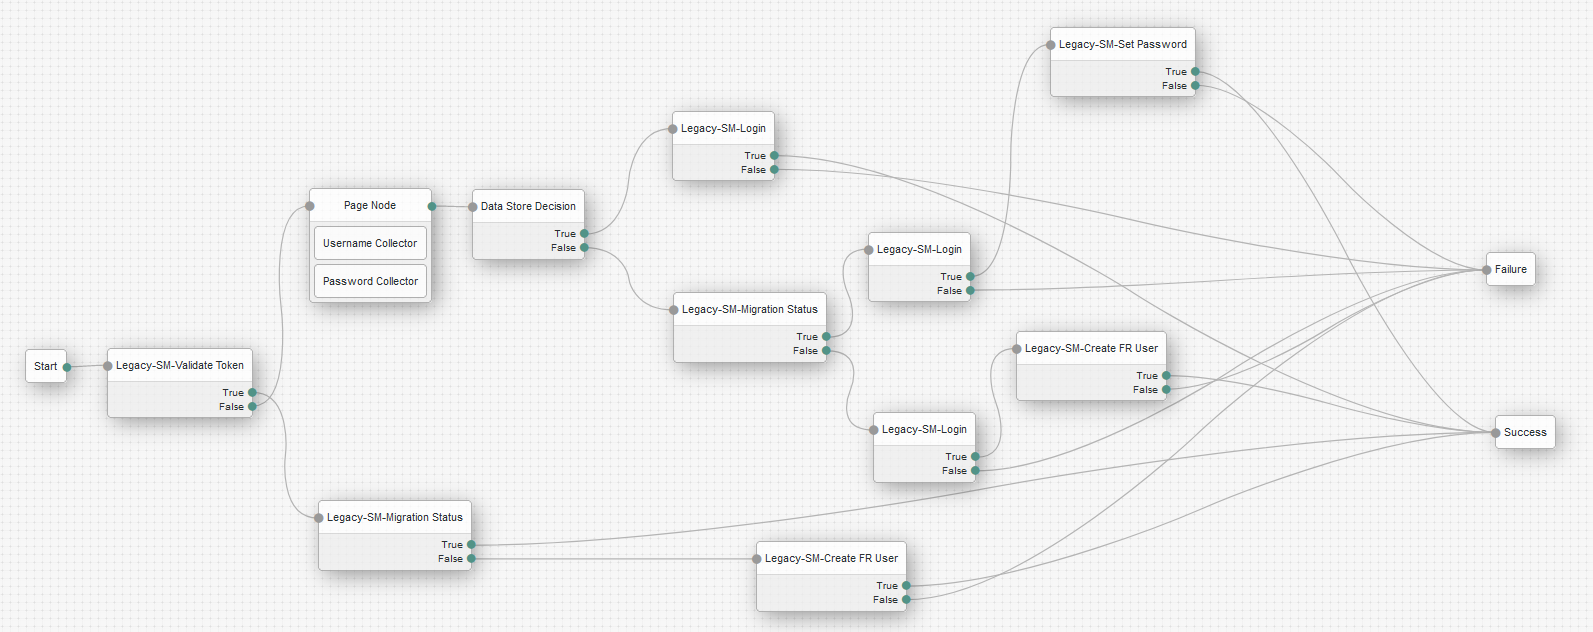 Start
Legacy-SM-Validate Token
True
False
Page Node
Username Collector
Password Collector
Data Store Decision
True
False
Legacy-SM-Login
True
False
Legacy-SM-Migration Status
True
False
Legacy-SM-Login
True
False
Legacy-SM-Set Password
True
False
Legacy-SM-Login
True
False
Legacy-SM-Create FR User
True
False
Legacy-SM-Migration Status
True
False
Legacy-SM-Create FR User
True
False
Failure
Success